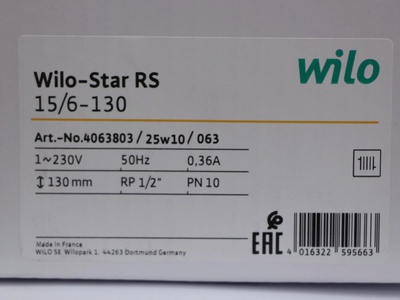 Wilo-Star RS
wilo
15/6-130
Art.-No.4063803 / 25w10 / 063
1~230V 50Hz 0,36A
↕ 130 mm RP 1/2" PN 10
Made in France
WILO SE Wilopark 1. 44263 Dortmund Germany
EAC
4 016322 595663